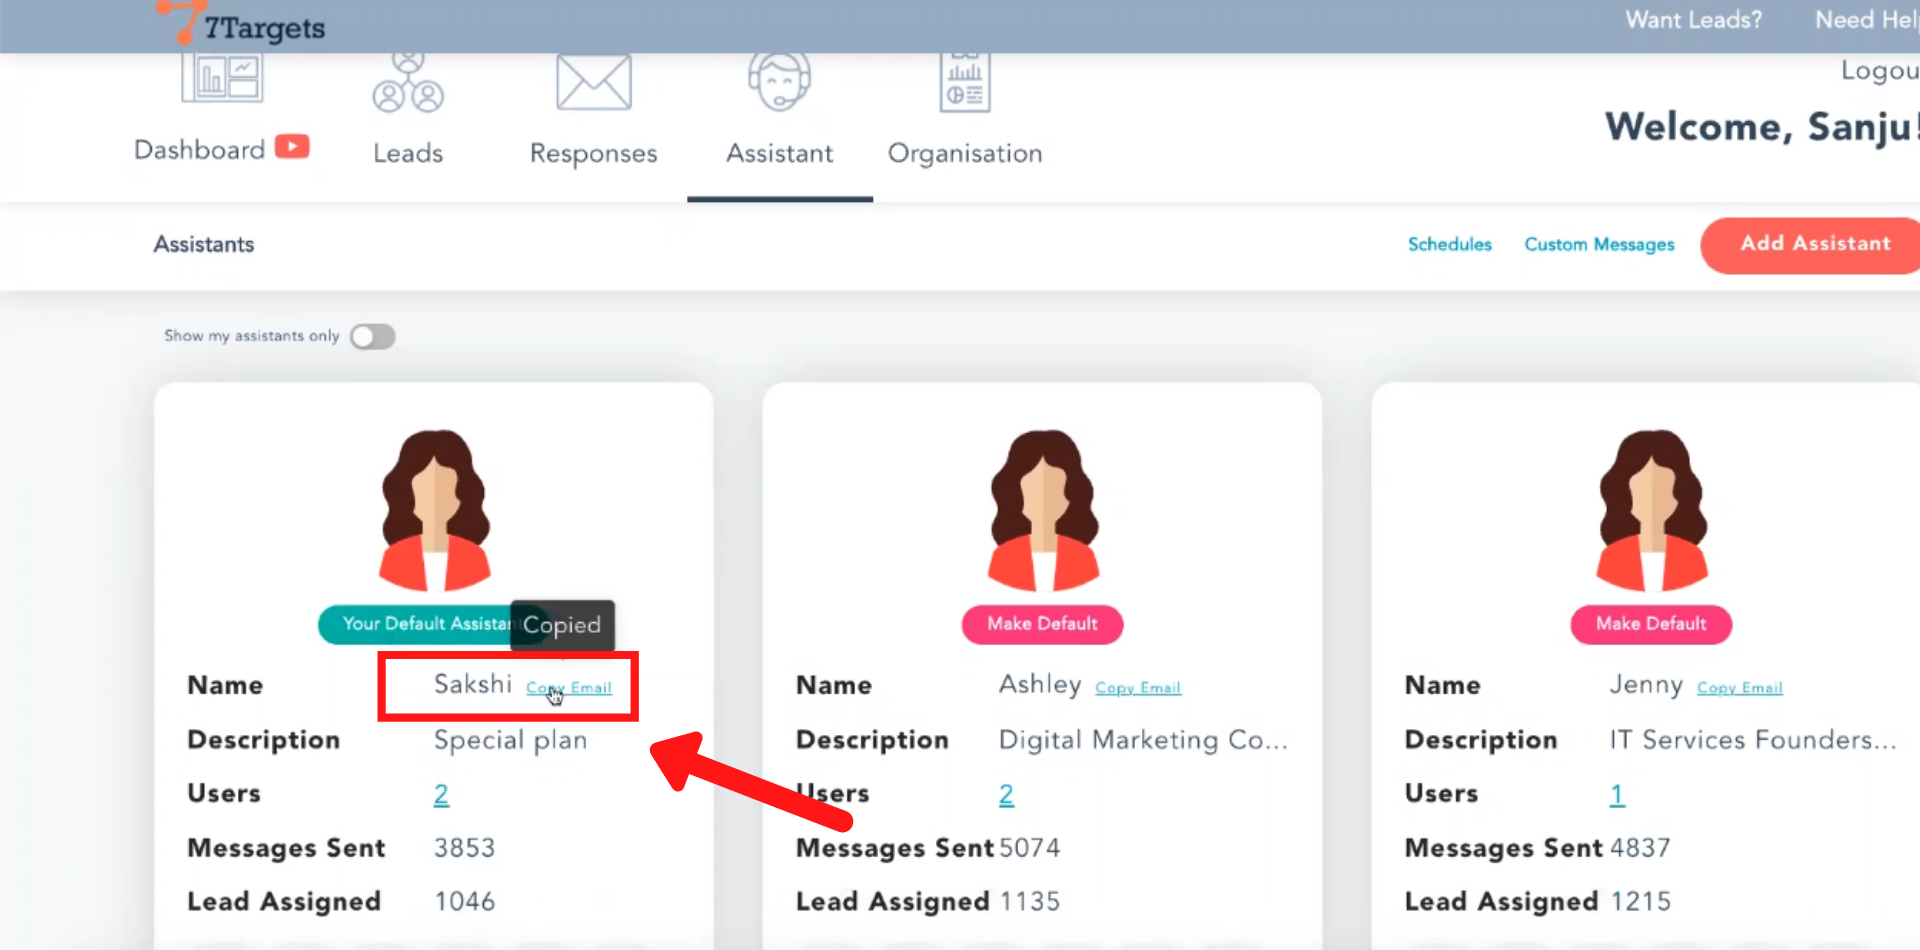 7Targets
Want Leads?
Need Hel
Logou
Welcome, Sanju!
Dashboard
Leads
Responses
Assistant
Organisation
Assistants
Schedules
Custom Messages
Add Assistant
Show my assistants only
Your Default Assistan
Copied
Name Sakshi Copy Email
Description Special plan
Users 2
Messages Sent 3853
Lead Assigned 1046
Make Default
Name Ashley Copy Email
Description Digital Marketing Co...
Users 2
Messages Sent 5074
Lead Assigned 1135
Make Default
Name Jenny Copy Email
Description IT Services Founders...
Users 1
Messages Sent 4837
Lead Assigned 1215